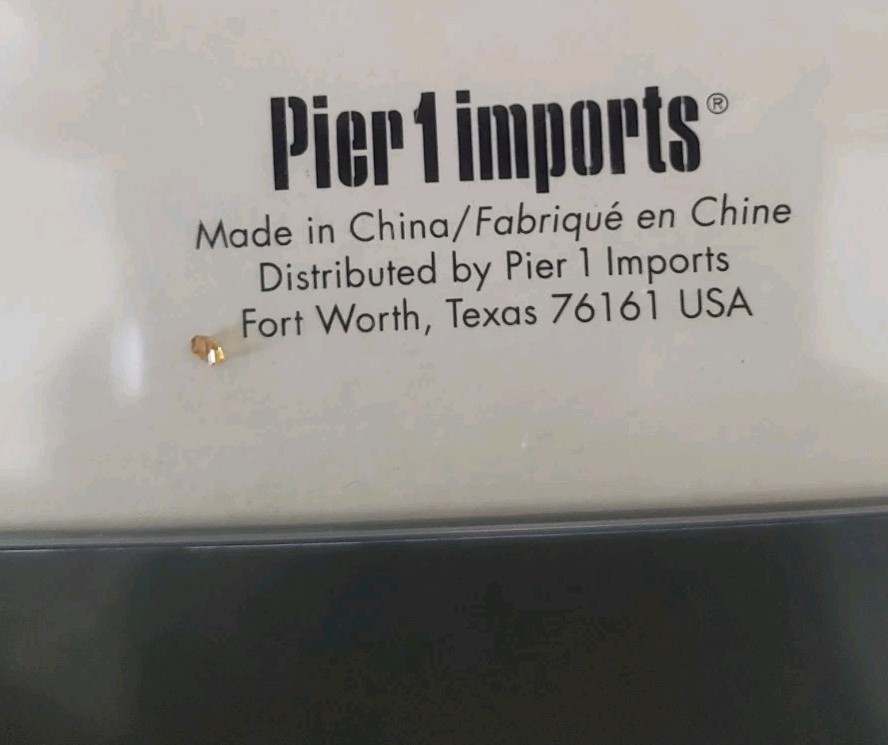 Pier 1 imports®
Made in China/Fabriqué en Chine
Distributed by Pier 1 Imports
Fort Worth, Texas 76161 USA